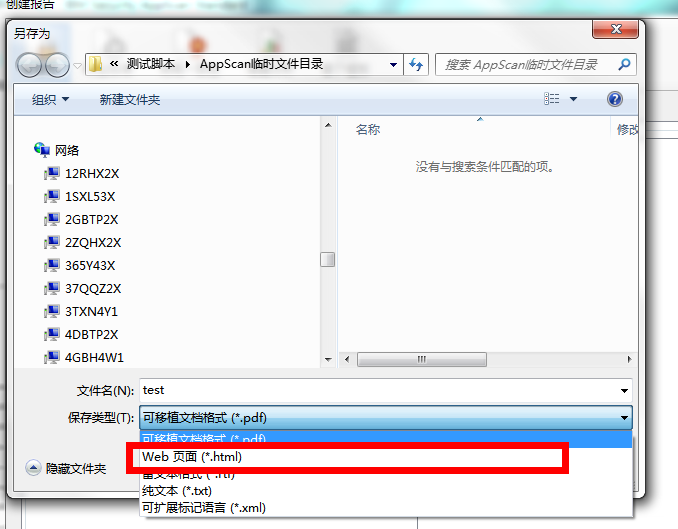 创建报告
另存为
« 测试脚本 AppScan临时文件目录
搜索 AppScan临时文件目录
组织 新建文件夹
名称 修改
没有与搜索条件匹配的项。
网络
12RHX2X
1SXL53X
2GBTP2X
2ZQHX2X
365Y43X
37QQZ2X
3TXN4Y1
4DBTP2X
4GBH4W1
文件名(N): test
保存类型(T): 可移植文档格式 (*.pdf)
可移植文档格式 (*.pdf)
Web 页面 (*.html)
富文本格式 (*.rtf)
纯文本 (*.txt)
可扩展标记语言 (*.xml)
隐藏文件夹